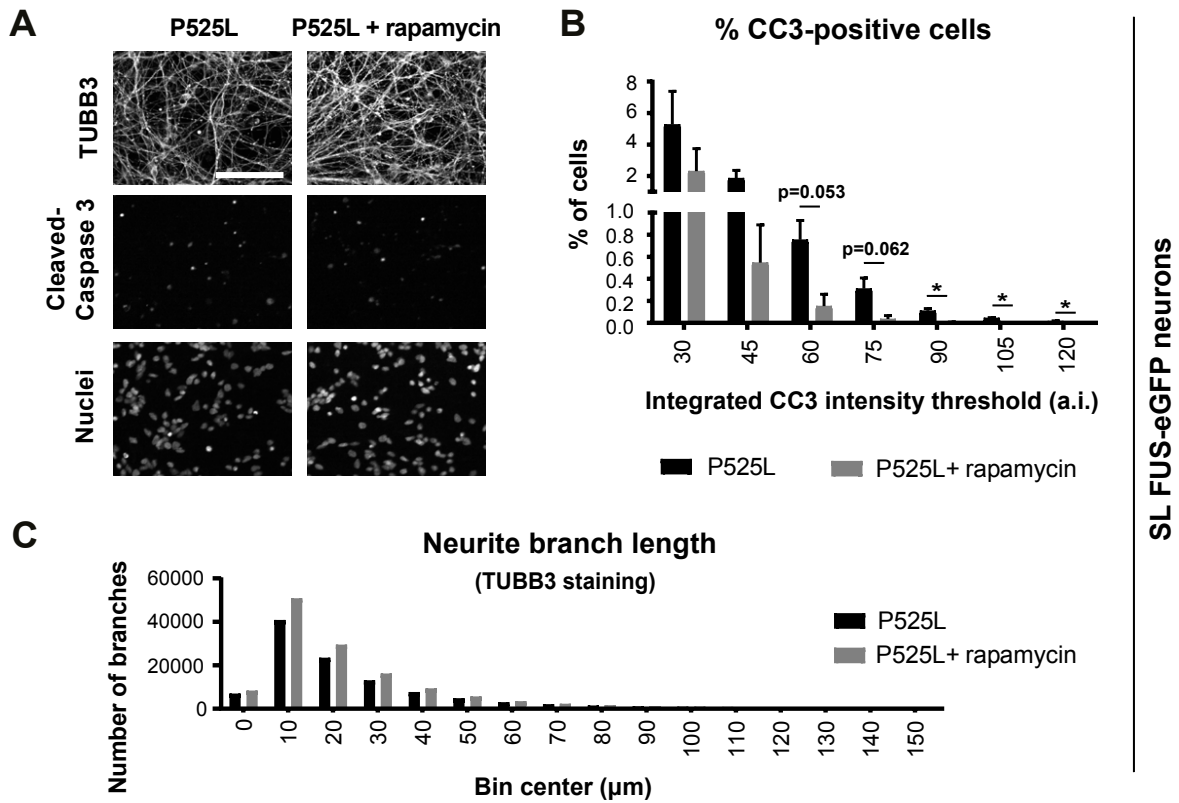 A
P525L
P525L + rapamycin
TUBB3
Cleaved-
Caspase 3
Nuclei
B
% CC3-positive cells
% of cells
8
6
4
2
1.0
0.8
0.6
0.4
0.2
0.0
p=0.053
p=0.062
*
*
*
30
45
60
75
90
105
120
Integrated CC3 intensity threshold (a.i.)
P525L
P525L+ rapamycin
C
Neurite branch length
(TUBB3 staining)
Number of branches
60000
40000
20000
0
P525L
P525L+ rapamycin
0
10
20
30
40
50
60
70
80
90
100
110
120
130
140
150
Bin center (µm)
SL FUS-eGFP neurons